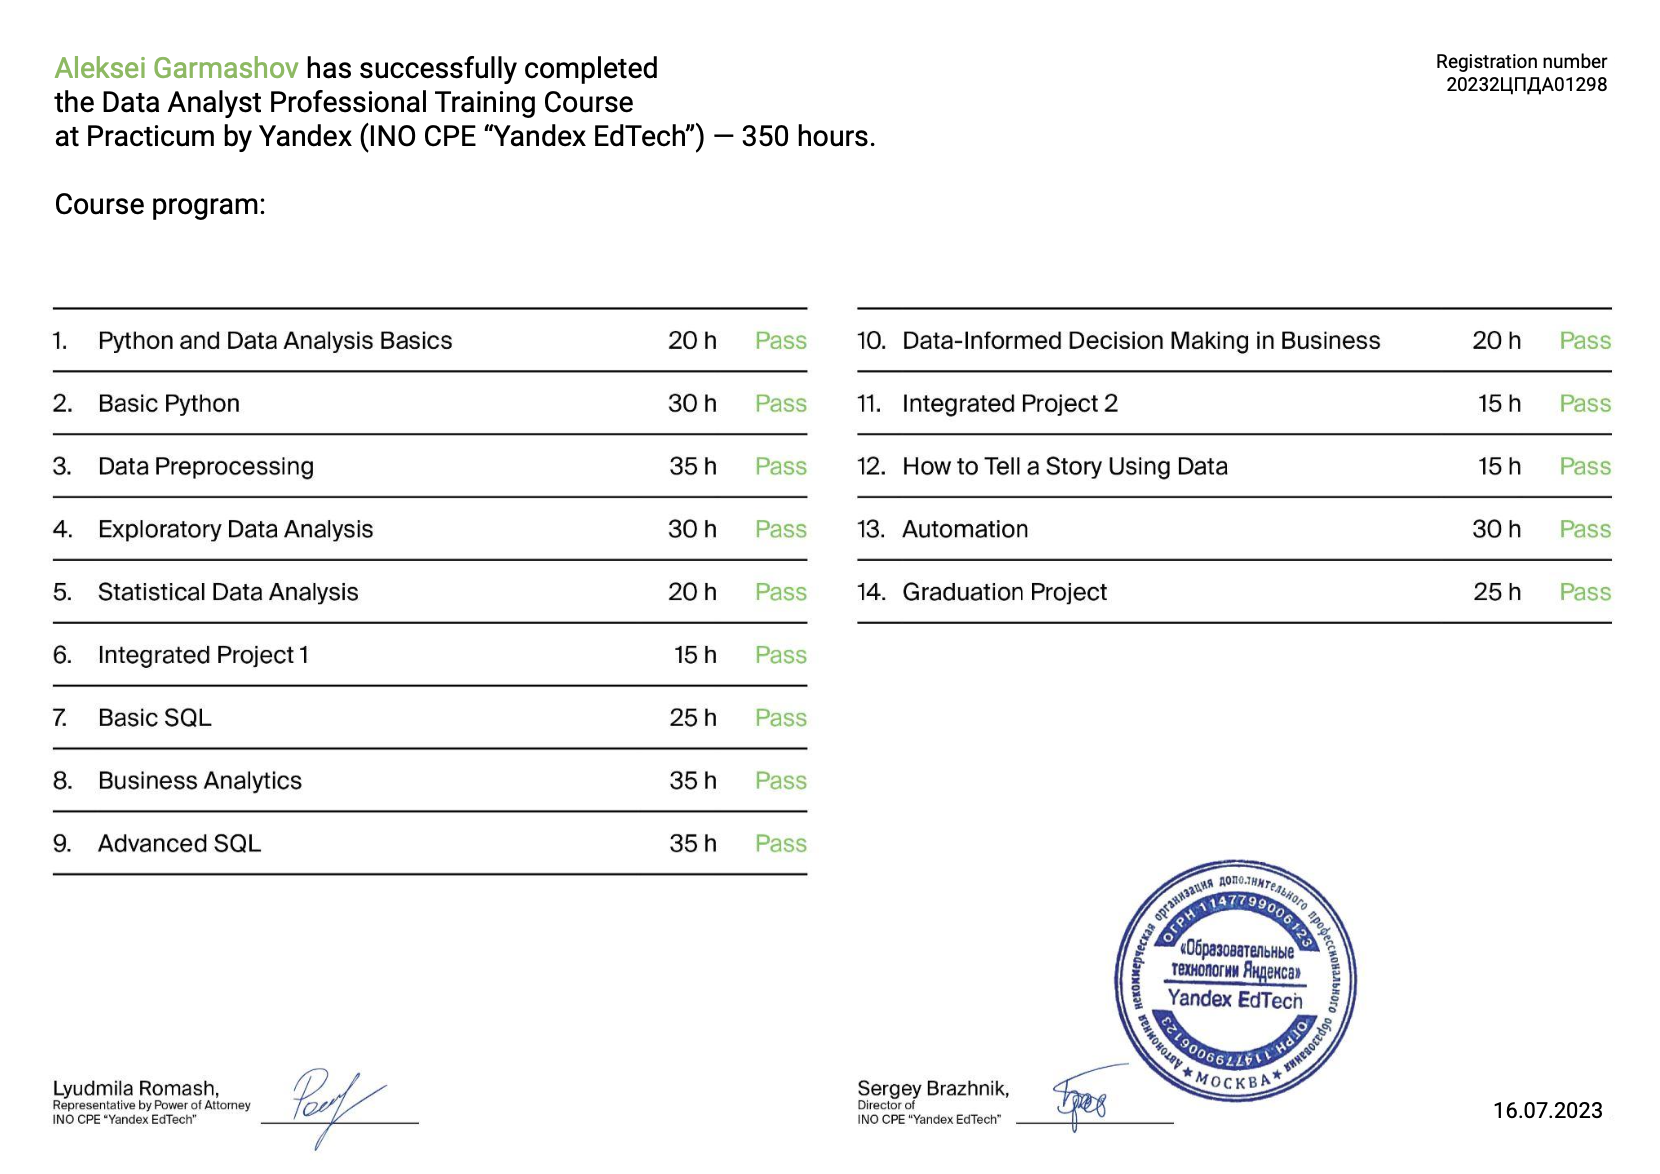 Aleksei Garmashov has successfully completed
the Data Analyst Professional Training Course
at Practicum by Yandex (INO CPE “Yandex EdTech”) — 350 hours.
Registration number
20232ЦПДА01298
Course program:
1. Python and Data Analysis Basics 20 h Pass
2. Basic Python 30 h Pass
3. Data Preprocessing 35 h Pass
4. Exploratory Data Analysis 30 h Pass
5. Statistical Data Analysis 20 h Pass
6. Integrated Project 1 15 h Pass
7. Basic SQL 25 h Pass
8. Business Analytics 35 h Pass
9. Advanced SQL 35 h Pass
10. Data-Informed Decision Making in Business 20 h Pass
11. Integrated Project 2 15 h Pass
12. How to Tell a Story Using Data 15 h Pass
13. Automation 30 h Pass
14. Graduation Project 25 h Pass
Автономная некоммерческая организация дополнительного профессионального образования
ОГРН 1147799006123
«Образовательные
технологии Яндекса»
Yandex EdTech
ОГРН 1147799006123
★ МОСКВА ★
Lyudmila Romash,
Representative by Power of Attorney
INO CPE “Yandex EdTech”
Sergey Brazhnik,
Director of
INO CPE “Yandex EdTech”
16.07.2023